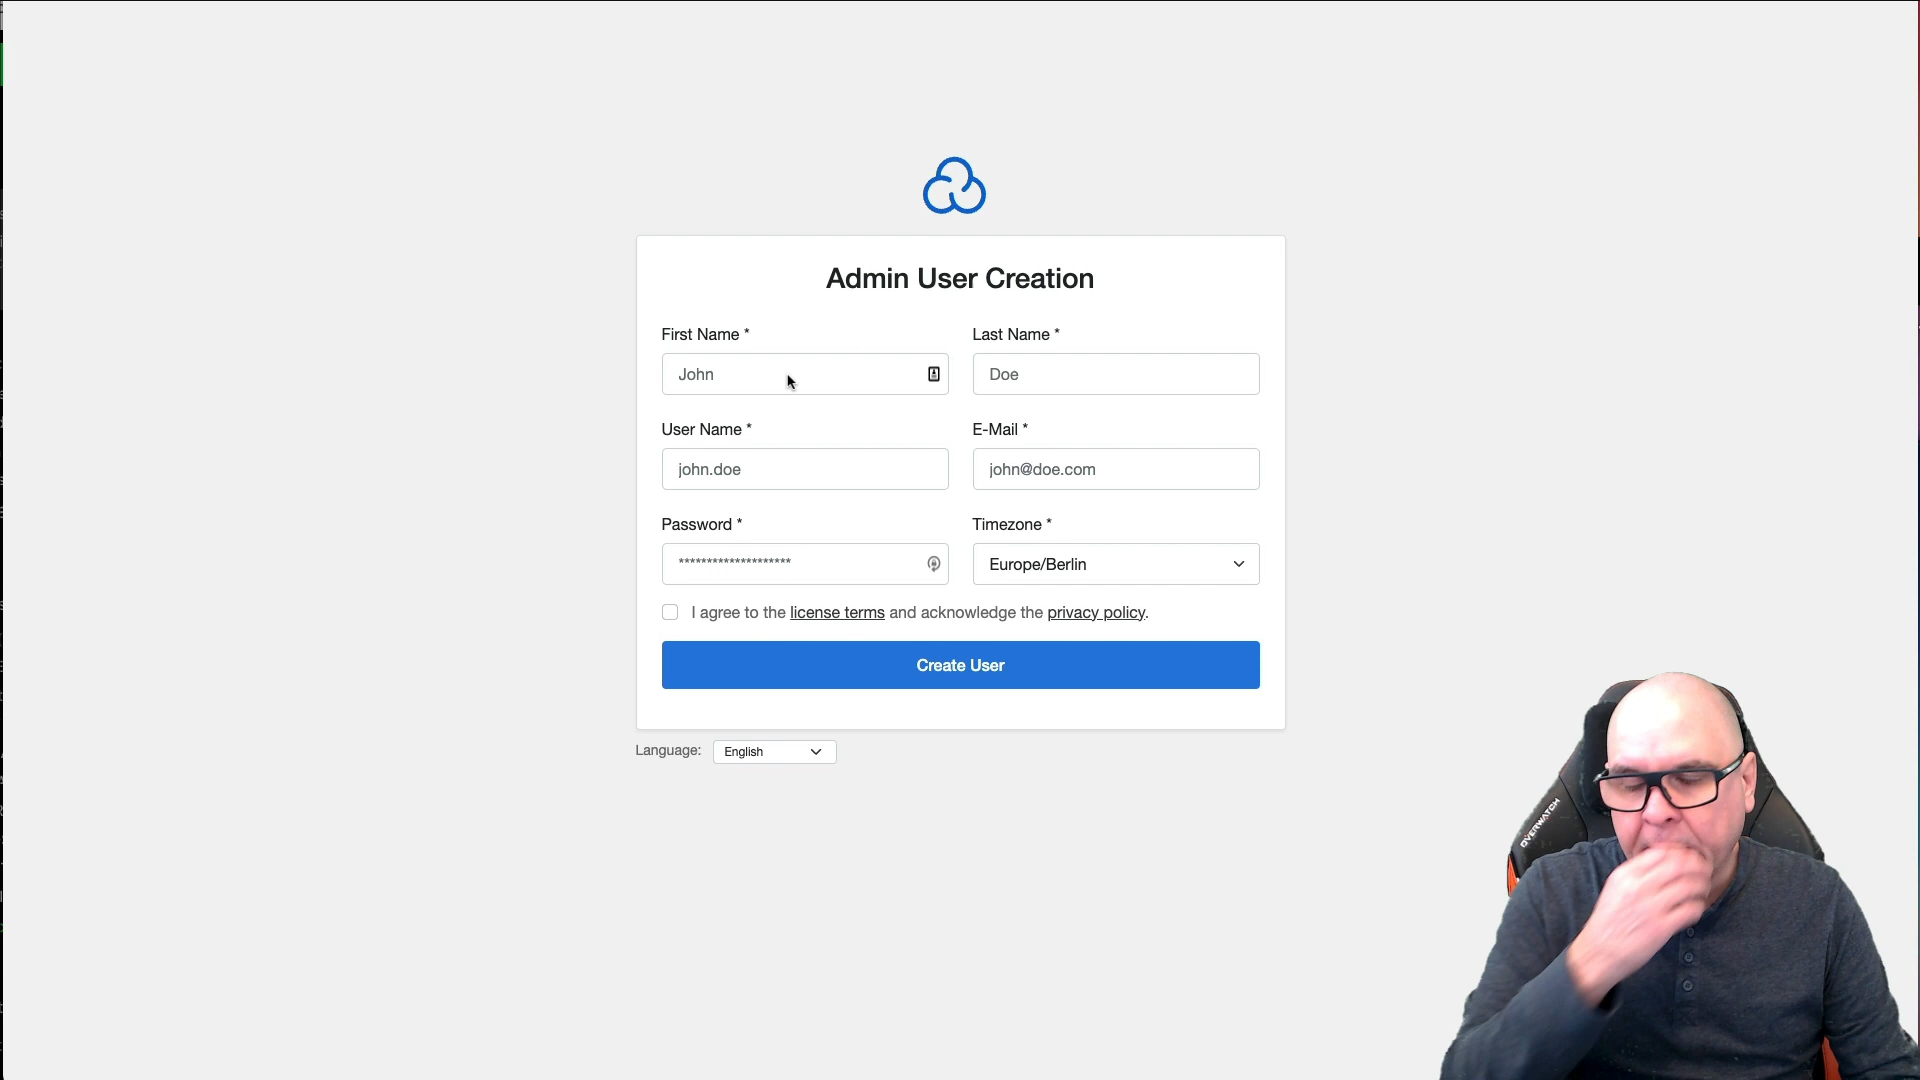 Admin User Creation
First Name *
Last Name *
John
Doe
User Name *
E-Mail *
john.doe
john@doe.com
Password *
Timezone *
********************
Europe/Berlin
I agree to the license terms and acknowledge the privacy policy.
Create User
Language:
English
OVERWATCH